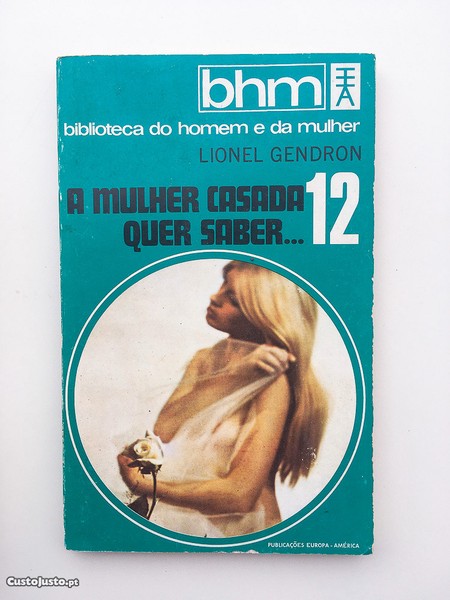 bhm
biblioteca do homem e da mulher
LIONEL GENDRON
A MULHER CASADA
QUER SABER... 12
PUBLICAÇÕES EUROPA-AMÉRICA
CustoJusto.pt